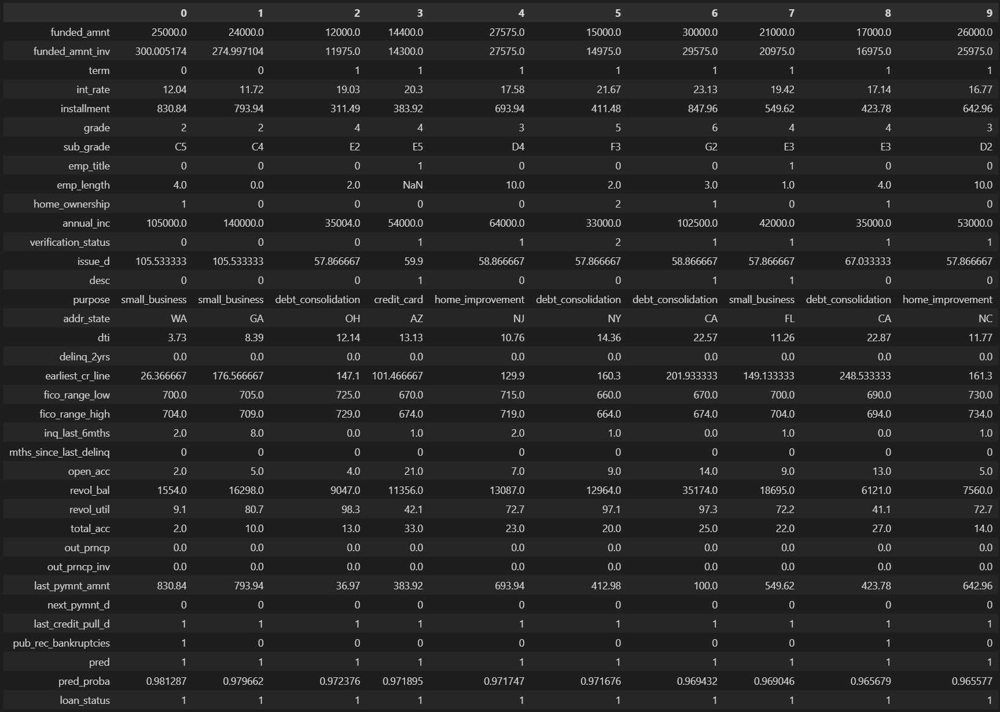 0 1 2 3 4 5 6 7 8 9
funded_amnt 25000.0 24000.0 12000.0 14400.0 27575.0 15000.0 30000.0 21000.0 17000.0 26000.0
funded_amnt_inv 300.005174 274.997104 11975.0 14300.0 27575.0 14975.0 29575.0 20975.0 16975.0 25975.0
term 0 0 1 1 1 1 1 1 1 1
int_rate 12.04 11.72 19.03 20.3 17.58 21.67 23.13 19.42 17.14 16.77
installment 830.84 793.94 311.49 383.92 693.94 411.48 847.96 549.62 423.78 642.96
grade 2 2 4 4 3 5 6 4 4 3
sub_grade C5 C4 E2 E5 D4 F3 G2 E3 E3 D2
emp_title 0 0 0 1 0 0 0 1 0 0
emp_length 4.0 0.0 2.0 NaN 10.0 2.0 3.0 1.0 4.0 10.0
home_ownership 1 0 0 0 0 2 1 0 1 0
annual_inc 105000.0 140000.0 35004.0 54000.0 64000.0 33000.0 102500.0 42000.0 35000.0 53000.0
verification_status 0 0 0 1 1 2 1 1 1 1
issue_d 105.533333 105.533333 57.866667 59.9 58.866667 57.866667 58.866667 57.866667 67.033333 57.866667
desc 0 0 0 1 0 0 1 1 0 0
purpose small_business small_business debt_consolidation credit_card home_improvement debt_consolidation debt_consolidation small_business debt_consolidation home_improvement
addr_state WA GA OH AZ NJ NY CA FL CA NC
dti 3.73 8.39 12.14 13.13 10.76 14.36 22.57 11.26 22.87 11.77
delinq_2yrs 0.0 0.0 0.0 0.0 0.0 0.0 0.0 0.0 0.0 0.0
earliest_cr_line 26.366667 176.566667 147.1 101.466667 129.9 160.3 201.933333 149.133333 248.533333 161.3
fico_range_low 700.0 705.0 725.0 670.0 715.0 660.0 670.0 700.0 690.0 730.0
fico_range_high 704.0 709.0 729.0 674.0 719.0 664.0 674.0 704.0 694.0 734.0
inq_last_6mths 2.0 8.0 0.0 1.0 2.0 1.0 0.0 1.0 0.0 1.0
mths_since_last_delinq 0 0 0 0 0 0 0 0 0 0
open_acc 2.0 5.0 4.0 21.0 7.0 9.0 14.0 9.0 13.0 5.0
revol_bal 1554.0 16298.0 9047.0 11356.0 13087.0 12964.0 35174.0 18695.0 6121.0 7560.0
revol_util 9.1 80.7 98.3 42.1 72.7 97.1 97.3 72.2 41.1 72.7
total_acc 2.0 10.0 13.0 33.0 23.0 20.0 25.0 22.0 27.0 14.0
out_prncp 0.0 0.0 0.0 0.0 0.0 0.0 0.0 0.0 0.0 0.0
out_prncp_inv 0.0 0.0 0.0 0.0 0.0 0.0 0.0 0.0 0.0 0.0
last_pymnt_amnt 830.84 793.94 36.97 383.92 693.94 412.98 100.0 549.62 423.78 642.96
next_pymnt_d 0 0 0 0 0 0 0 0 0 0
last_credit_pull_d 1 1 1 1 1 1 1 1 1 1
pub_rec_bankruptcies 1 0 0 0 0 0 0 0 1 0
pred 1 1 1 1 1 1 1 1 1 1
pred_proba 0.981287 0.979662 0.972376 0.971895 0.971747 0.971676 0.969432 0.969046 0.965679 0.965577
loan_status 1 1 1 1 1 1 1 1 1 1